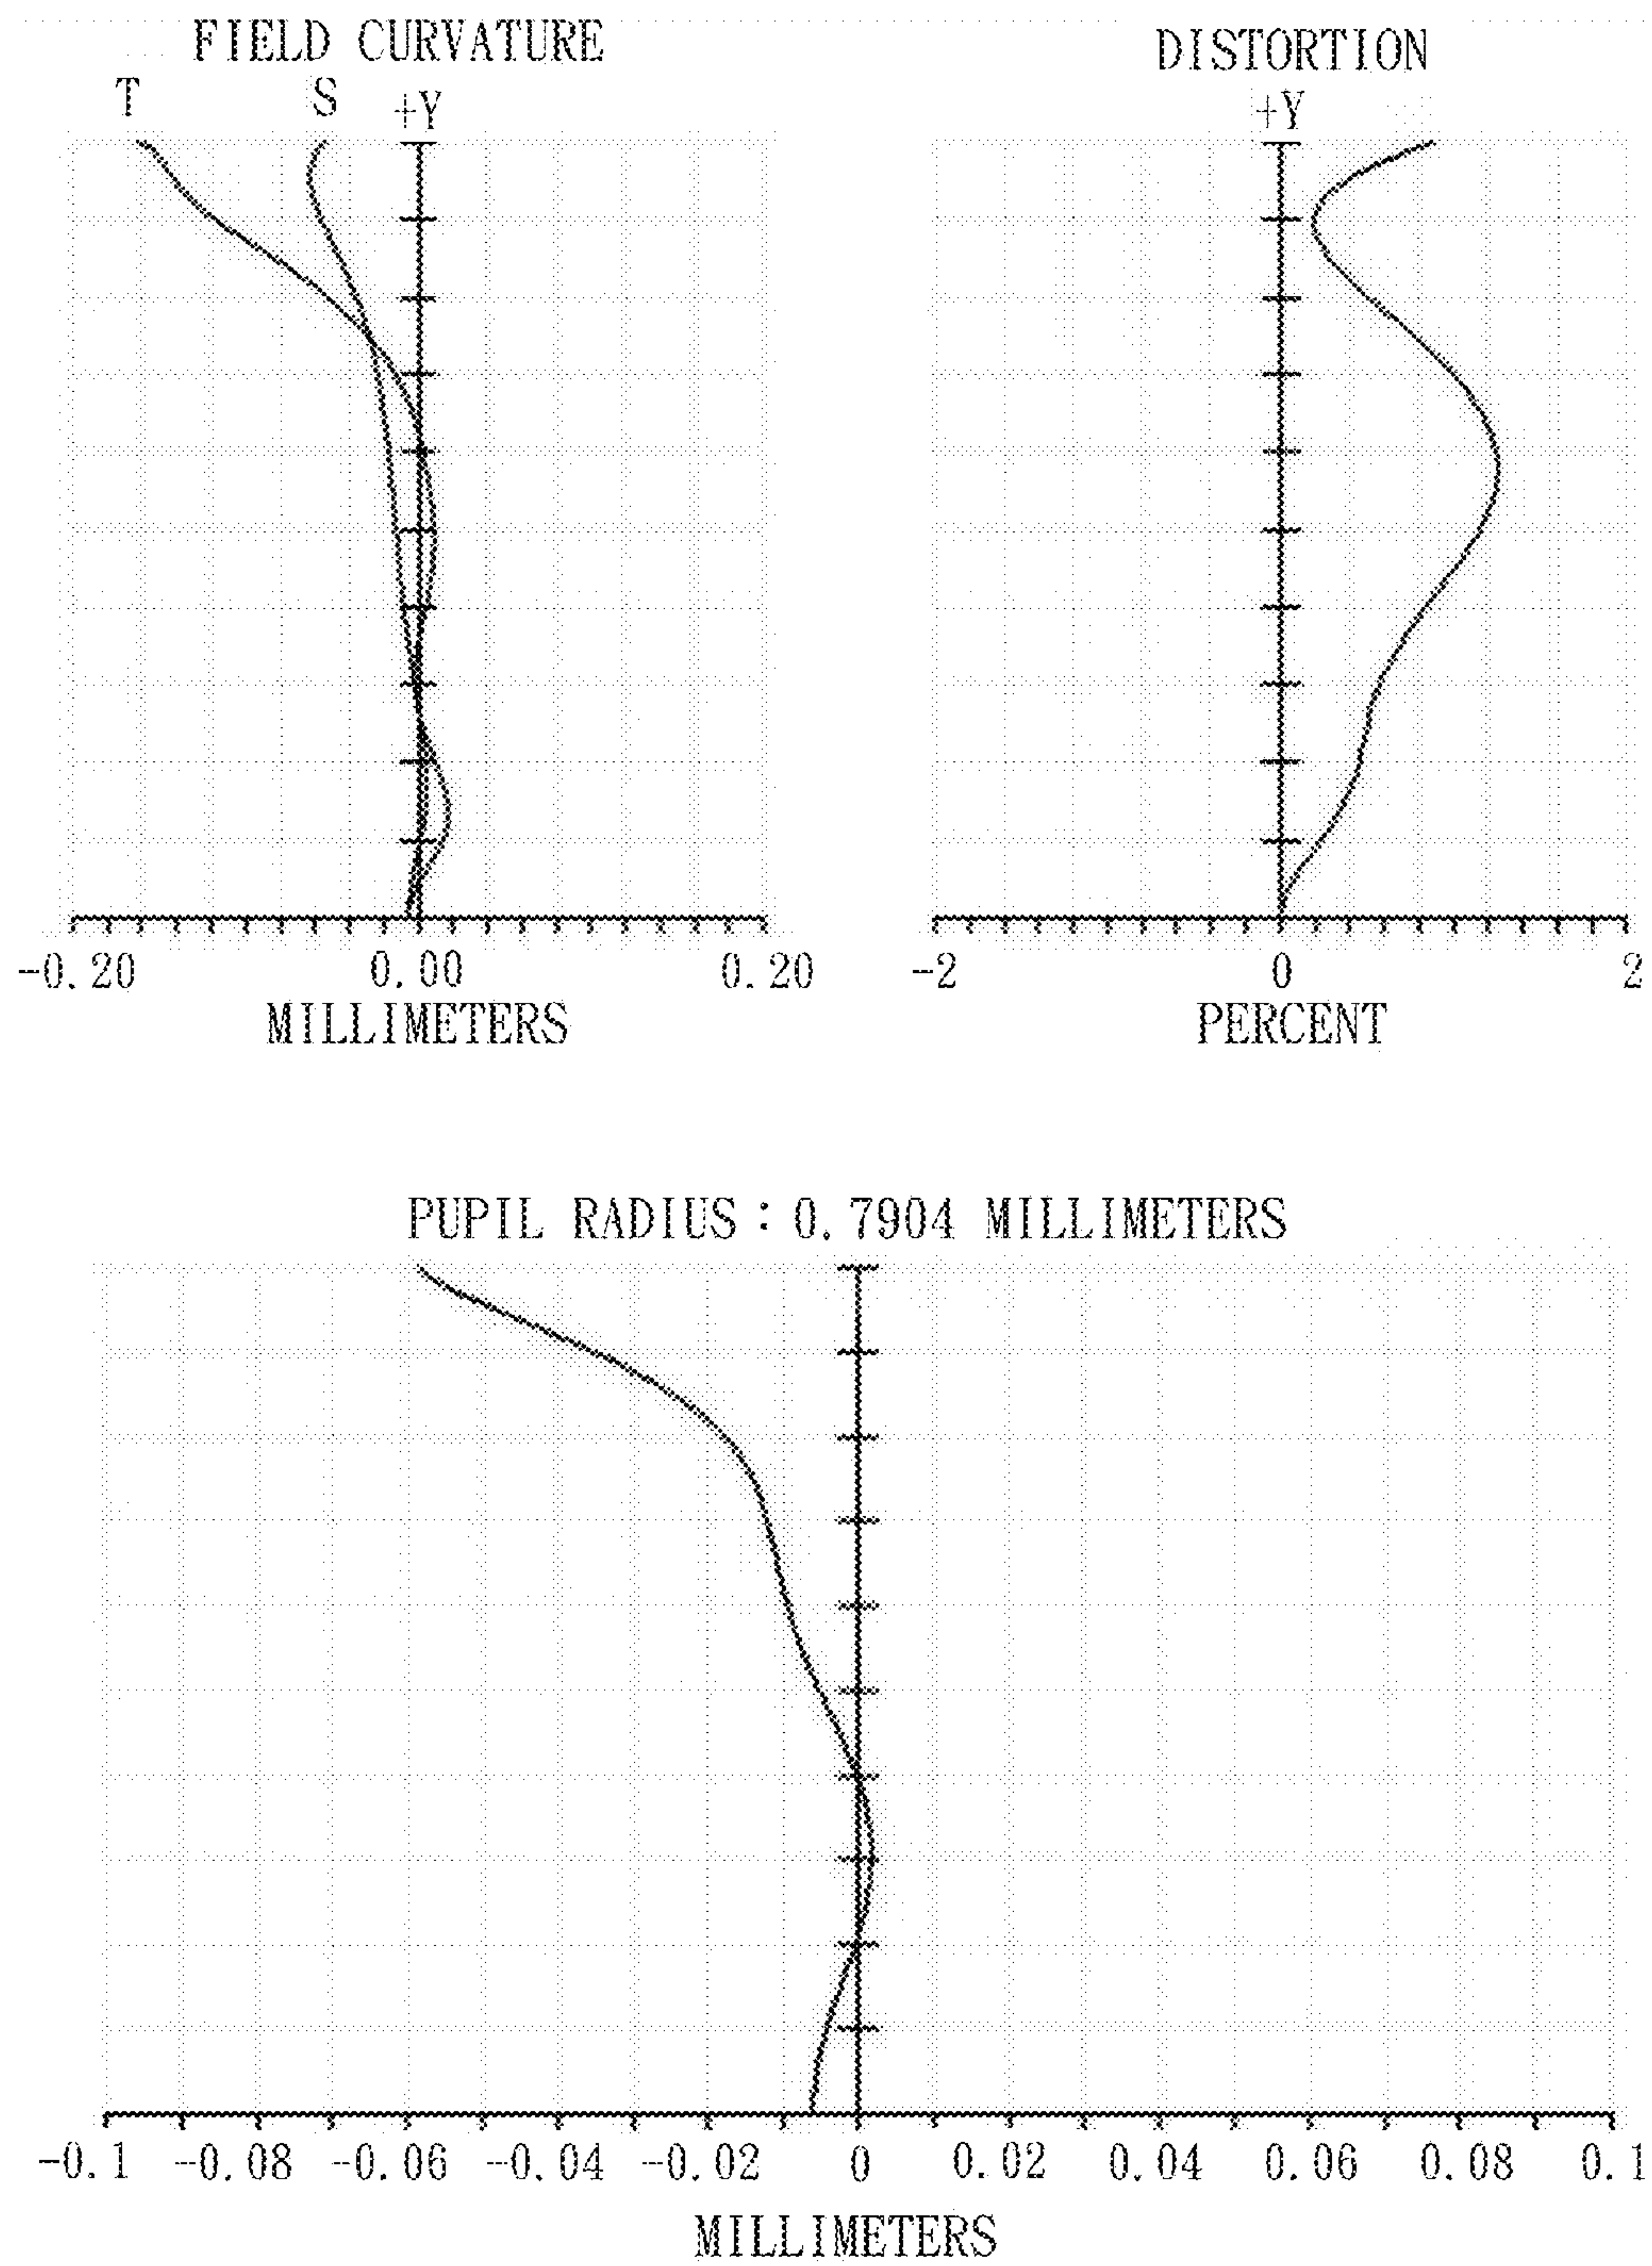 FIELD CURVATURE
T S +Y
-0.20 0.00 0.20
MILLIMETERS
DISTORTION
+Y
-2 0 2
PERCENT
PUPIL RADIUS : 0.7904 MILLIMETERS
-0.1 -0.08 -0.06 -0.04 -0.02 0 0.02 0.04 0.06 0.08 0.1
MILLIMETERS